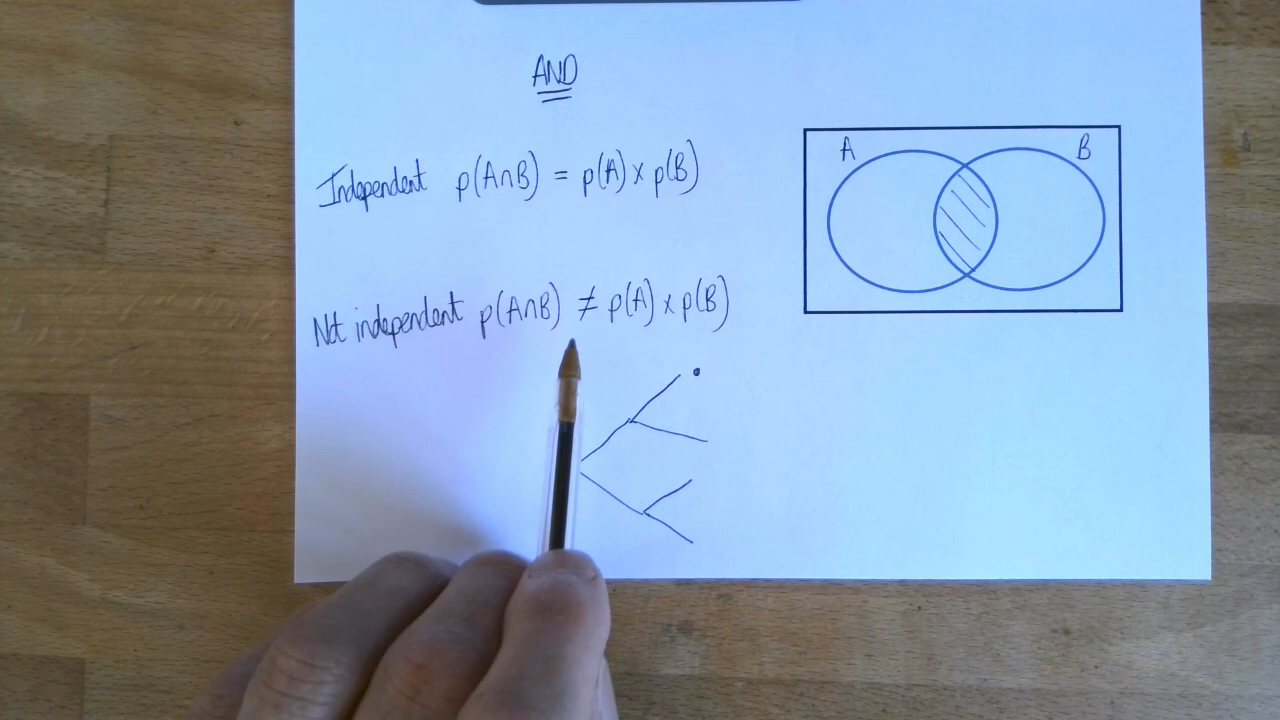 AND
Independent p(A∩B) = p(A) x p(B)
A
B
Not independent p(A∩B) ≠ p(A) x p(B)